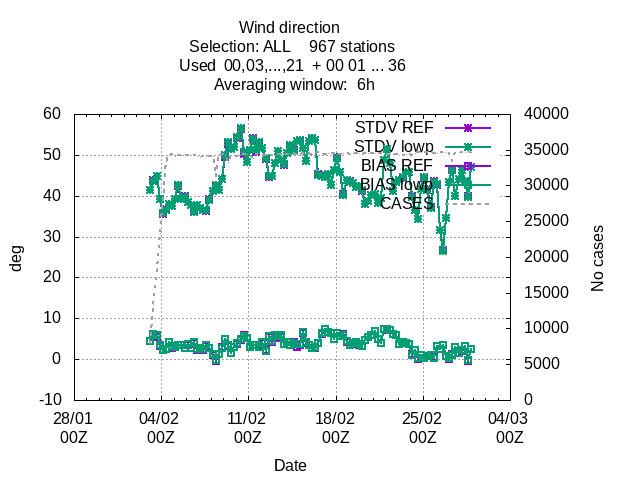 Wind direction
Selection: ALL    967 stations
Used  00,03,...,21  + 00 01 ... 36
Averaging window:  6h
60
50
40
30
20
10
0
-10
deg
40000
35000
30000
25000
20000
15000
10000
5000
0
No cases
STDV REF
STDV lowp
BIAS REF
BIAS lowp
CASES
28/01 04/02 11/02 18/02 25/02 04/03
00Z 00Z 00Z 00Z 00Z 00Z
Date